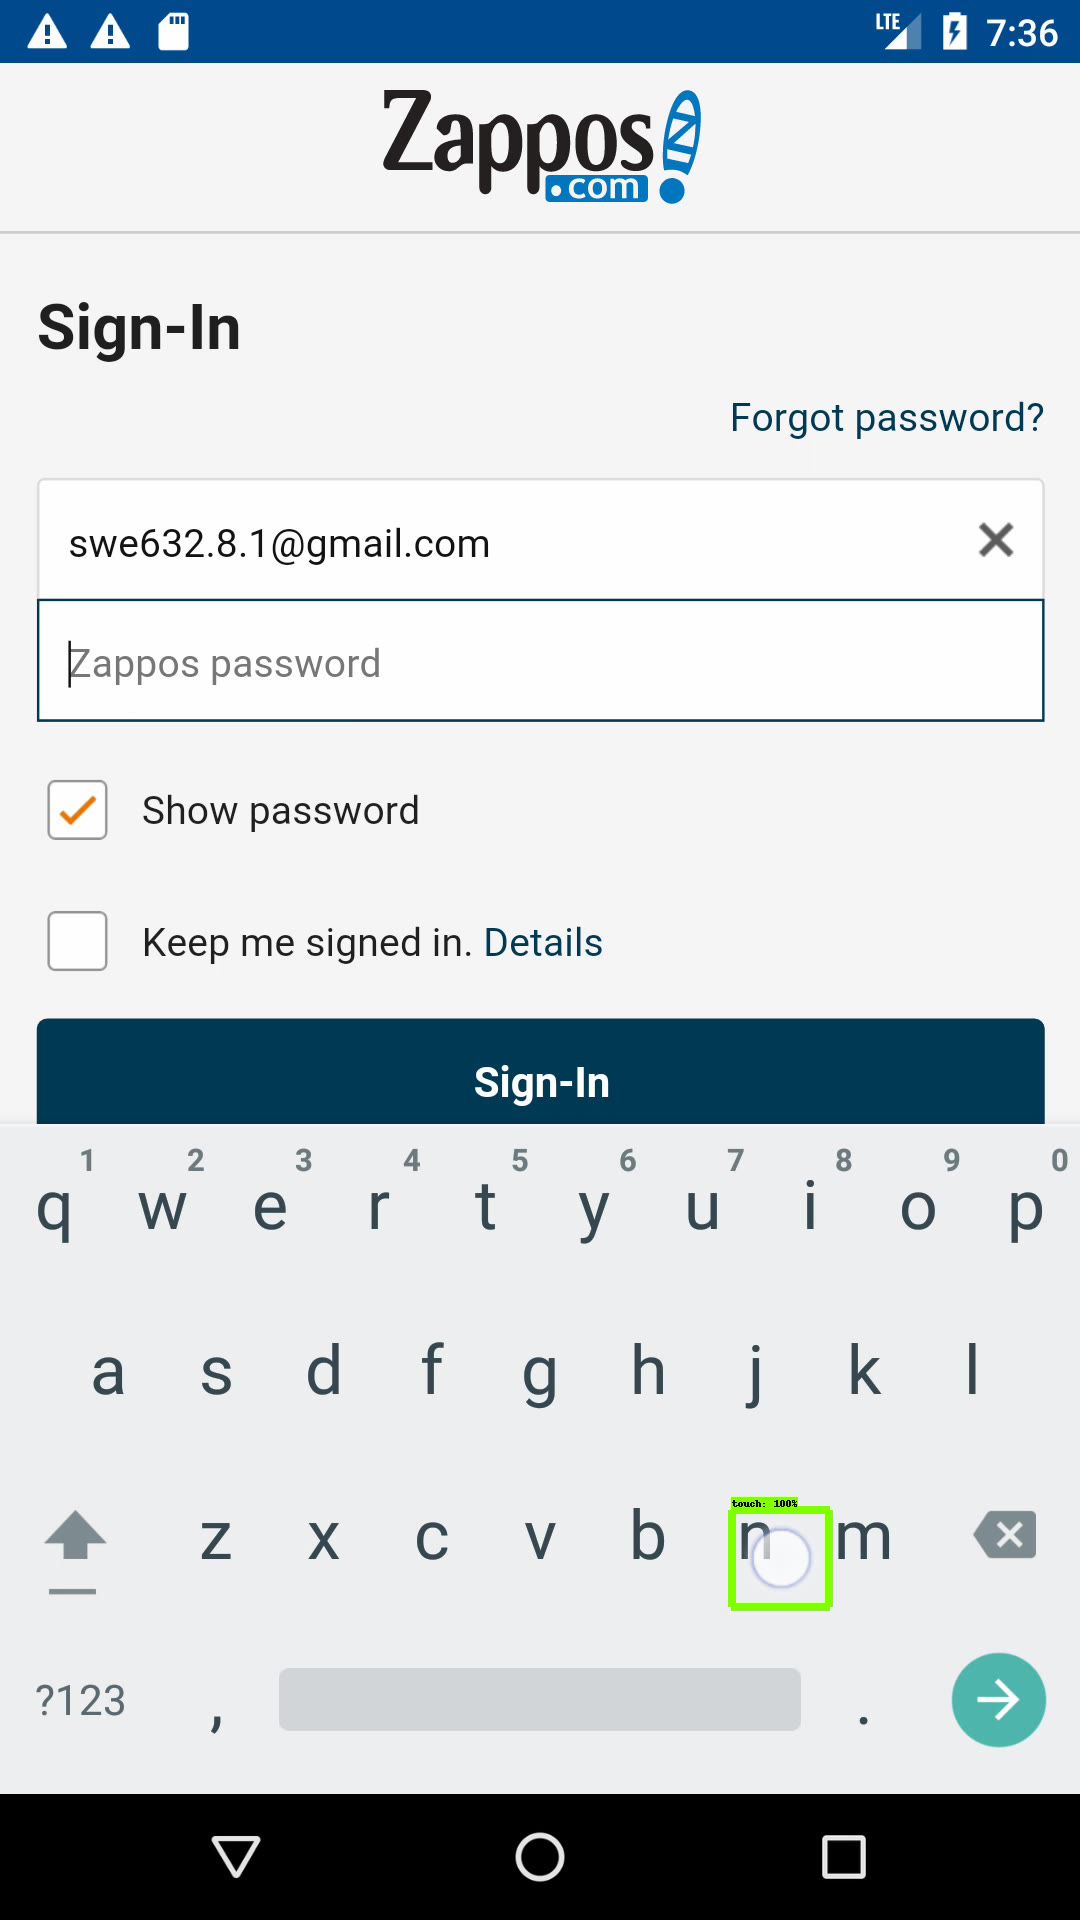 LTE 7:36
Zappos
.com
Sign-In
Forgot password?
swe632.8.1@gmail.com
Zappos password
Show password
Keep me signed in. Details
Sign-In
1 2 3 4 5 6 7 8 9 0
q w e r t y u i o p
a s d f g h j k l
touch: 100%
z x c v b n m
?123 , .